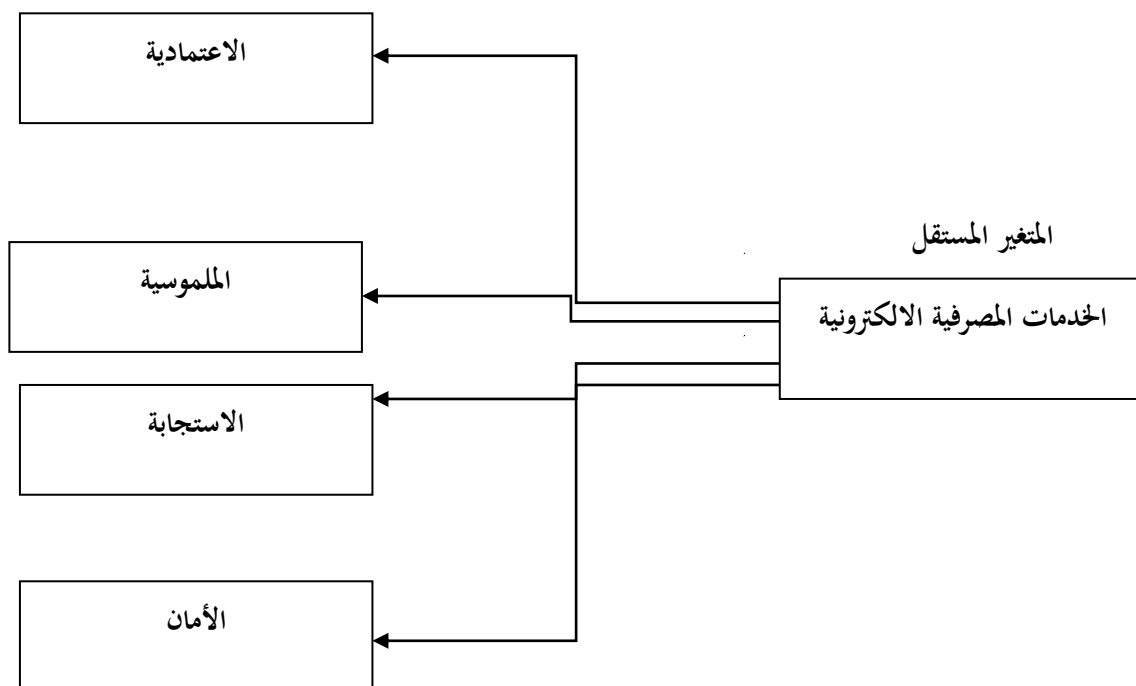 المتغير المستقل
الخدمات المصرفية الالكترونية
الاعتمادية
الملموسية
الاستجابة
الأمان